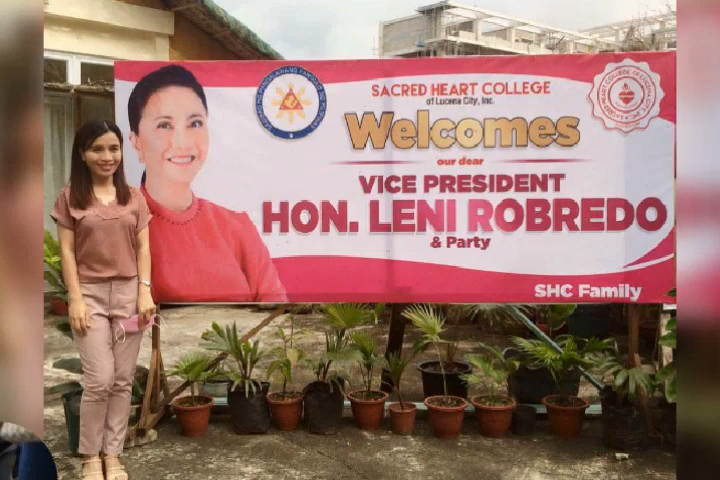 SACRED HEART COLLEGE
of Lucena City, Inc.
Welcomes
our dear
VICE PRESIDENT
HON. LENI ROBREDO
& Party
SHC Family